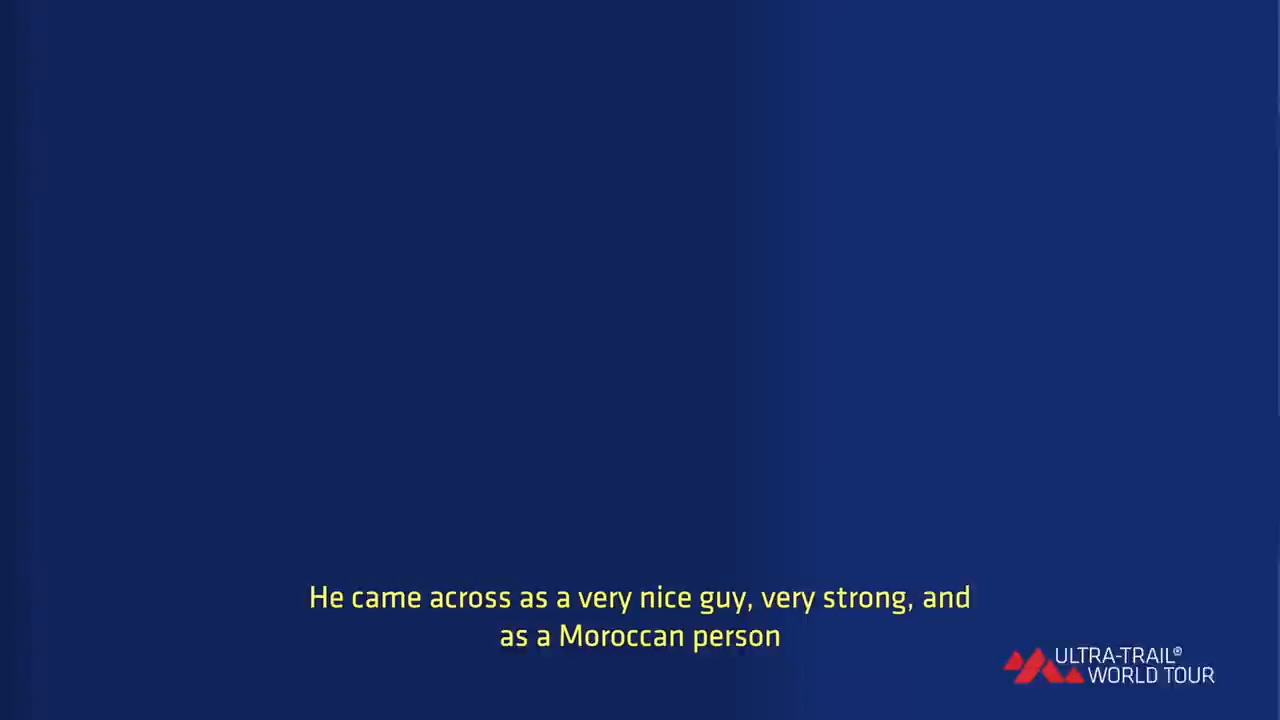 He came across as a very nice guy, very strong, and
as a Moroccan person
ULTRA-TRAIL®
WORLD TOUR